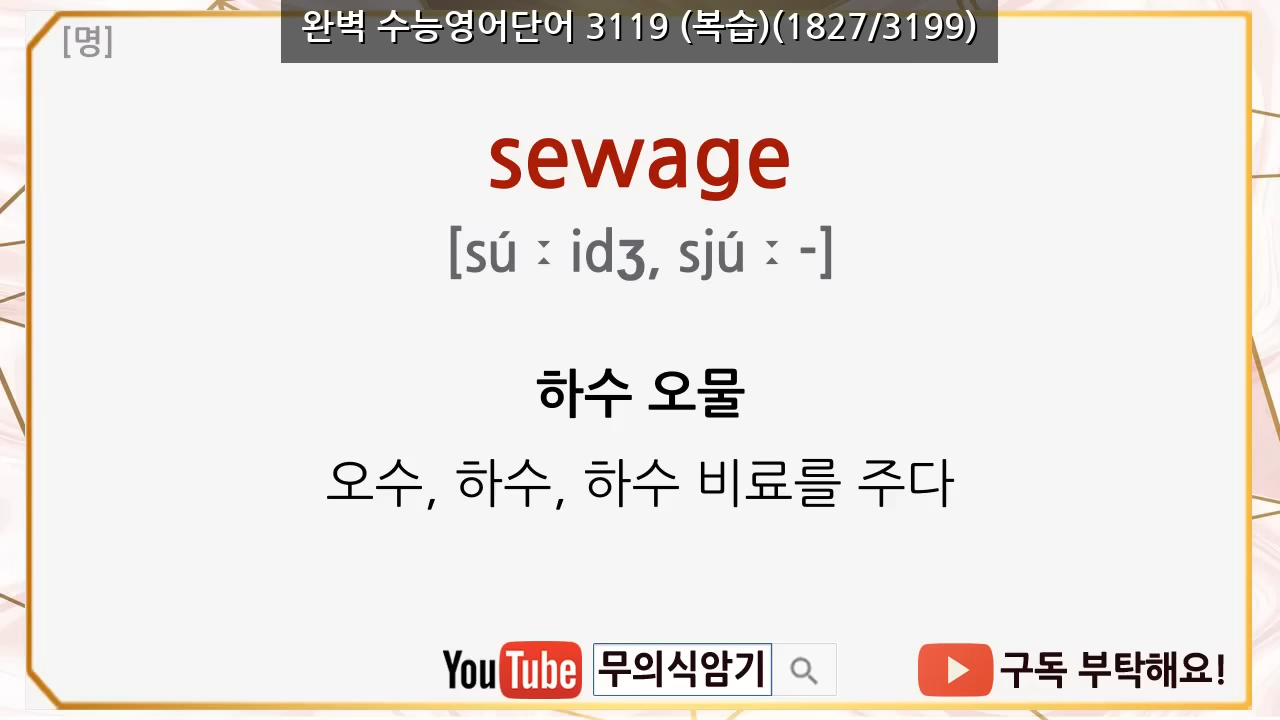 완벽 수능영어단어 3119 (복습)(1827/3199)
[명]
sewage
[sú ː idʒ, sjú ː -]
하수 오물
오수, 하수, 하수 비료를 주다
YouTube 무의식암기 구독 부탁해요!